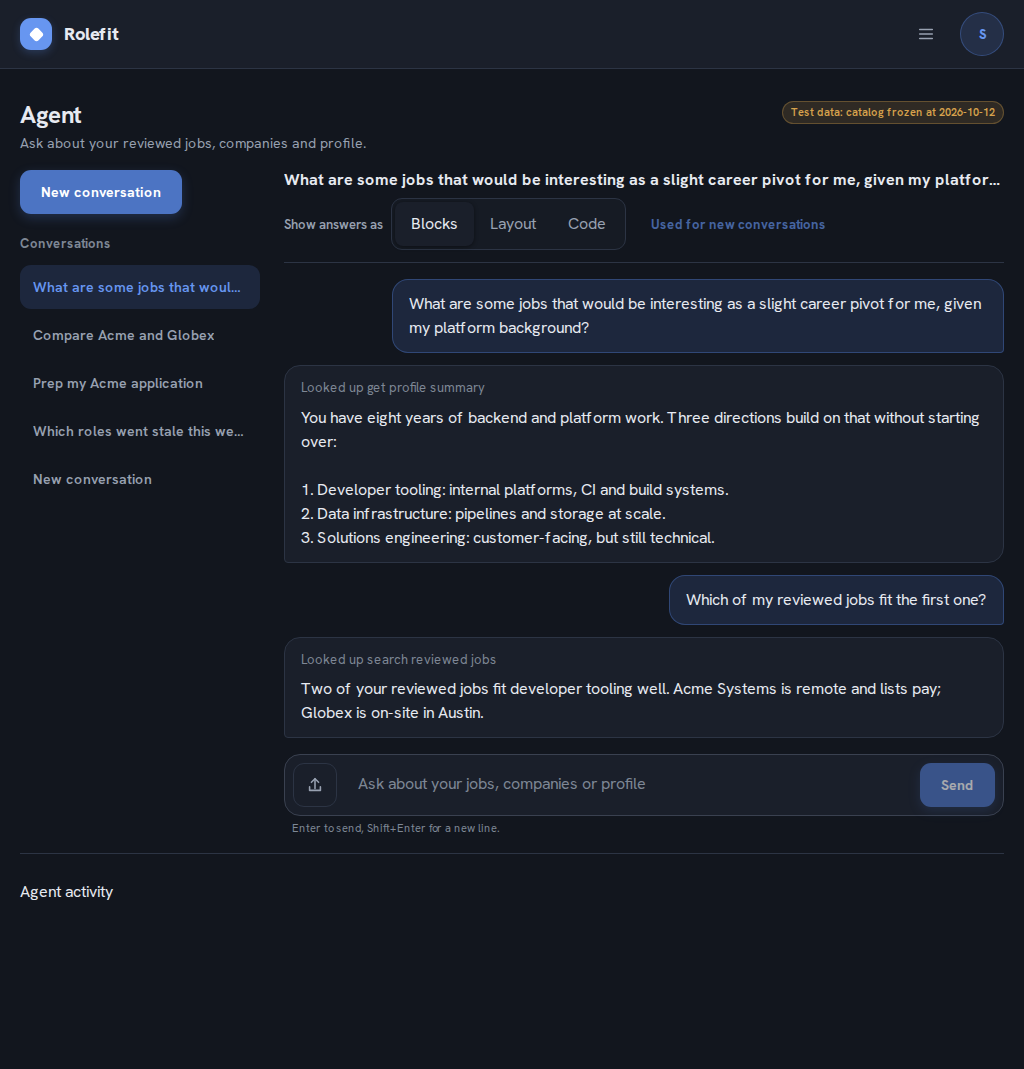 Rolefit
S
Agent
Test data: catalog frozen at 2026-10-12
Ask about your reviewed jobs, companies and profile.
New conversation
Conversations
What are some jobs that woul...
Compare Acme and Globex
Prep my Acme application
Which roles went stale this we...
New conversation
What are some jobs that would be interesting as a slight career pivot for me, given my platfor...
Show answers as
Blocks
Layout
Code
Used for new conversations
What are some jobs that would be interesting as a slight career pivot for me, given
my platform background?
Looked up get profile summary
You have eight years of backend and platform work. Three directions build on that without starting
over:
1. Developer tooling: internal platforms, CI and build systems.
2. Data infrastructure: pipelines and storage at scale.
3. Solutions engineering: customer-facing, but still technical.
Which of my reviewed jobs fit the first one?
Looked up search reviewed jobs
Two of your reviewed jobs fit developer tooling well. Acme Systems is remote and lists pay;
Globex is on-site in Austin.
Ask about your jobs, companies or profile
Send
Enter to send, Shift+Enter for a new line.
Agent activity